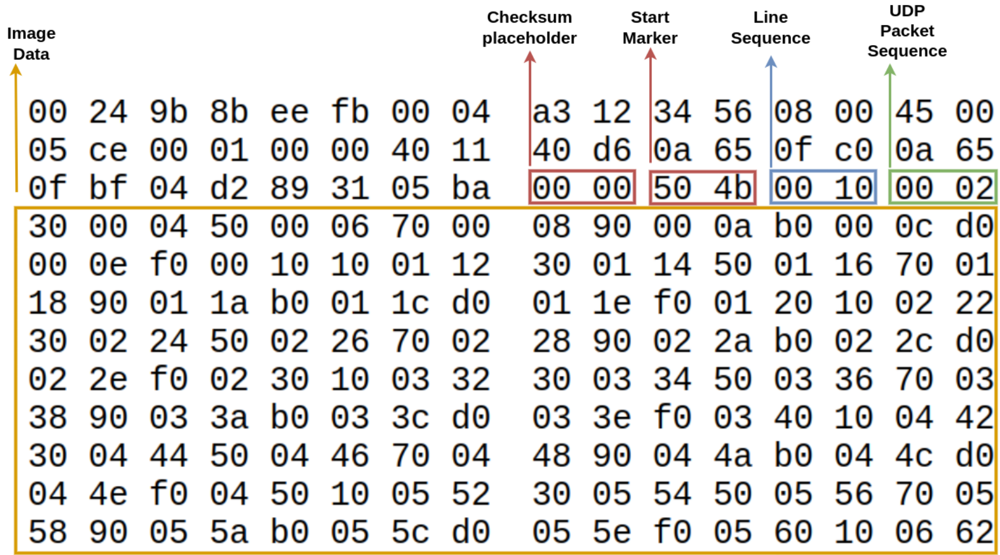 Image
Data
Checksum
placeholder
Start
Marker
Line
Sequence
UDP
Packet
Sequence
00 24 9b 8b ee fb 00 04 a3 12 34 56 08 00 45 00
05 ce 00 01 00 00 40 11 40 d6 0a 65 0f c0 0a 65
0f bf 04 d2 89 31 05 ba 00 00 50 4b 00 10 00 02
30 00 04 50 00 06 70 00 08 90 00 0a b0 00 0c d0
00 0e f0 00 10 10 01 12 30 01 14 50 01 16 70 01
18 90 01 1a b0 01 1c d0 01 1e f0 01 20 10 02 22
30 02 24 50 02 26 70 02 28 90 02 2a b0 02 2c d0
02 2e f0 02 30 10 03 32 30 03 34 50 03 36 70 03
38 90 03 3a b0 03 3c d0 03 3e f0 03 40 10 04 42
30 04 44 50 04 46 70 04 48 90 04 4a b0 04 4c d0
04 4e f0 04 50 10 05 52 30 05 54 50 05 56 70 05
58 90 05 5a b0 05 5c d0 05 5e f0 05 60 10 06 62